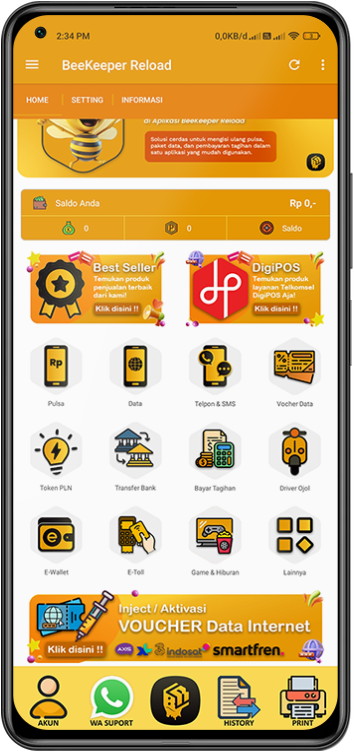 2:34 PM 0,0KB/d
BeeKeeper Reload
HOME SETTING INFORMASI
di Aplikasi BeeKeeper Reload
Solusi cerdas untuk mengisi ulang pulsa,
paket data, dan pembayaran tagihan dalam
satu aplikasi yang mudah digunakan.
Saldo Anda Rp 0,-
0 0 Saldo
Best Seller
Temukan produk
penjualan terbaik
dari kami!
Klik disini !!
DigiPOS
Temukan produk
layanan Telkomsel
DigiPOS Aja!
Klik disini !!
Rp
Pulsa Data Telpon & SMS Vocher Data
Token PLN Transfer Bank Bayar Tagihan Driver Ojol
E-Wallet E-Toll Game & Hiburan Lainnya
Inject / Aktivasi
VOUCHER Data Internet
Klik disini !! AXIS XL 3 indosat smartfren
AKUN WA SUPORT HISTORY PRINT